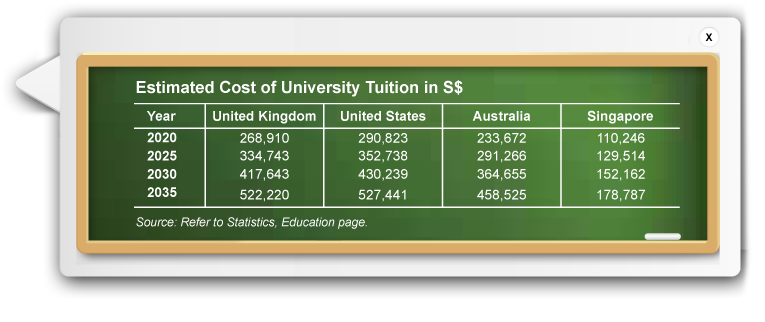 X
Estimated Cost of University Tuition in S$
Year United Kingdom United States Australia Singapore
2020 268,910 290,823 233,672 110,246
2025 334,743 352,738 291,266 129,514
2030 417,643 430,239 364,655 152,162
2035 522,220 527,441 458,525 178,787
Source: Refer to Statistics, Education page.